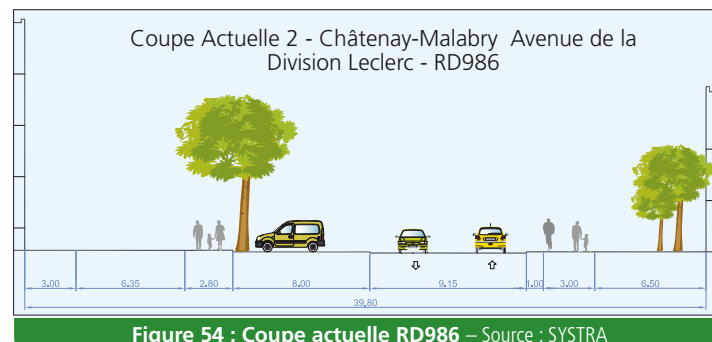 Coupe Actuelle 2 - Châtenay-Malabry Avenue de la
Division Leclerc - RD986
3.00 6.35 2.80 8.00 9.15 1.00 3.00 6.50
39.80
Figure 54 : Coupe actuelle RD986 – Source : SYSTRA